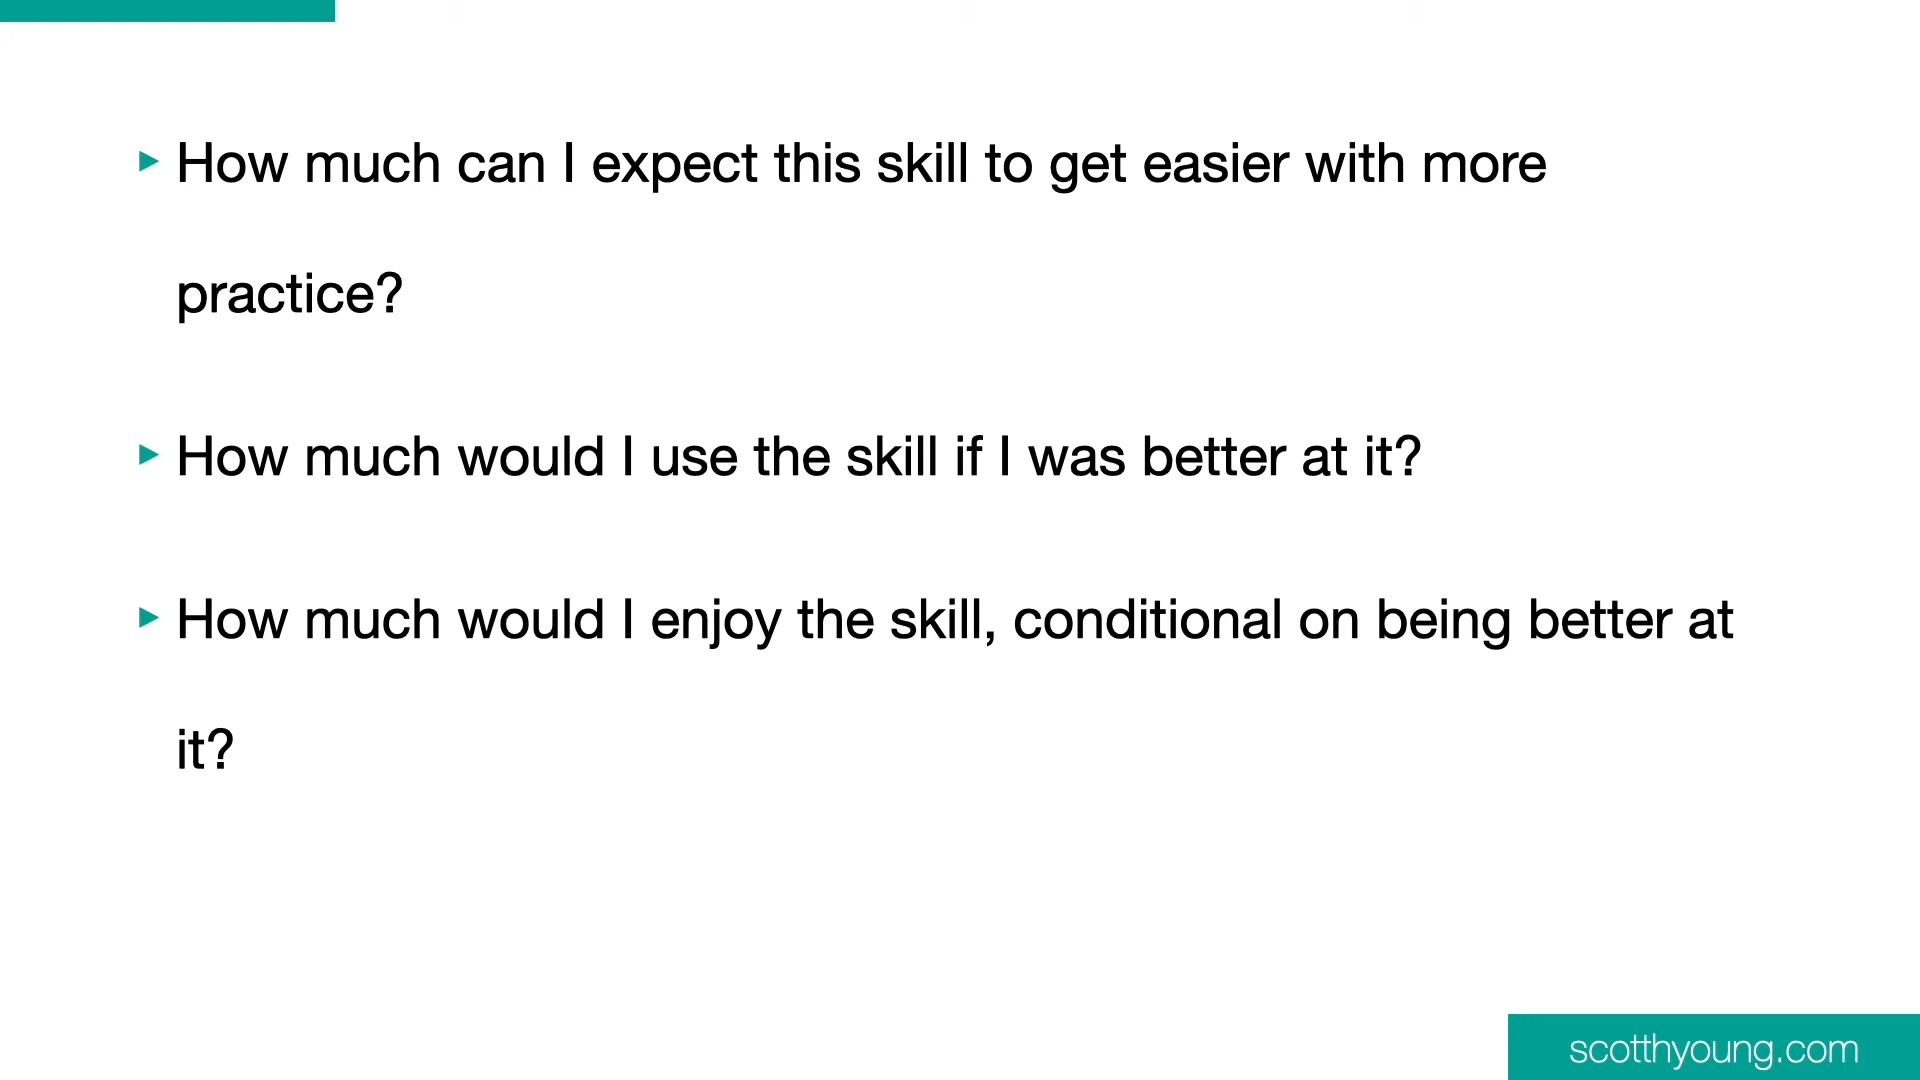 ▸ How much can I expect this skill to get easier with more
practice?
▸ How much would I use the skill if I was better at it?
▸ How much would I enjoy the skill, conditional on being better at
it?
scotthyoung.com